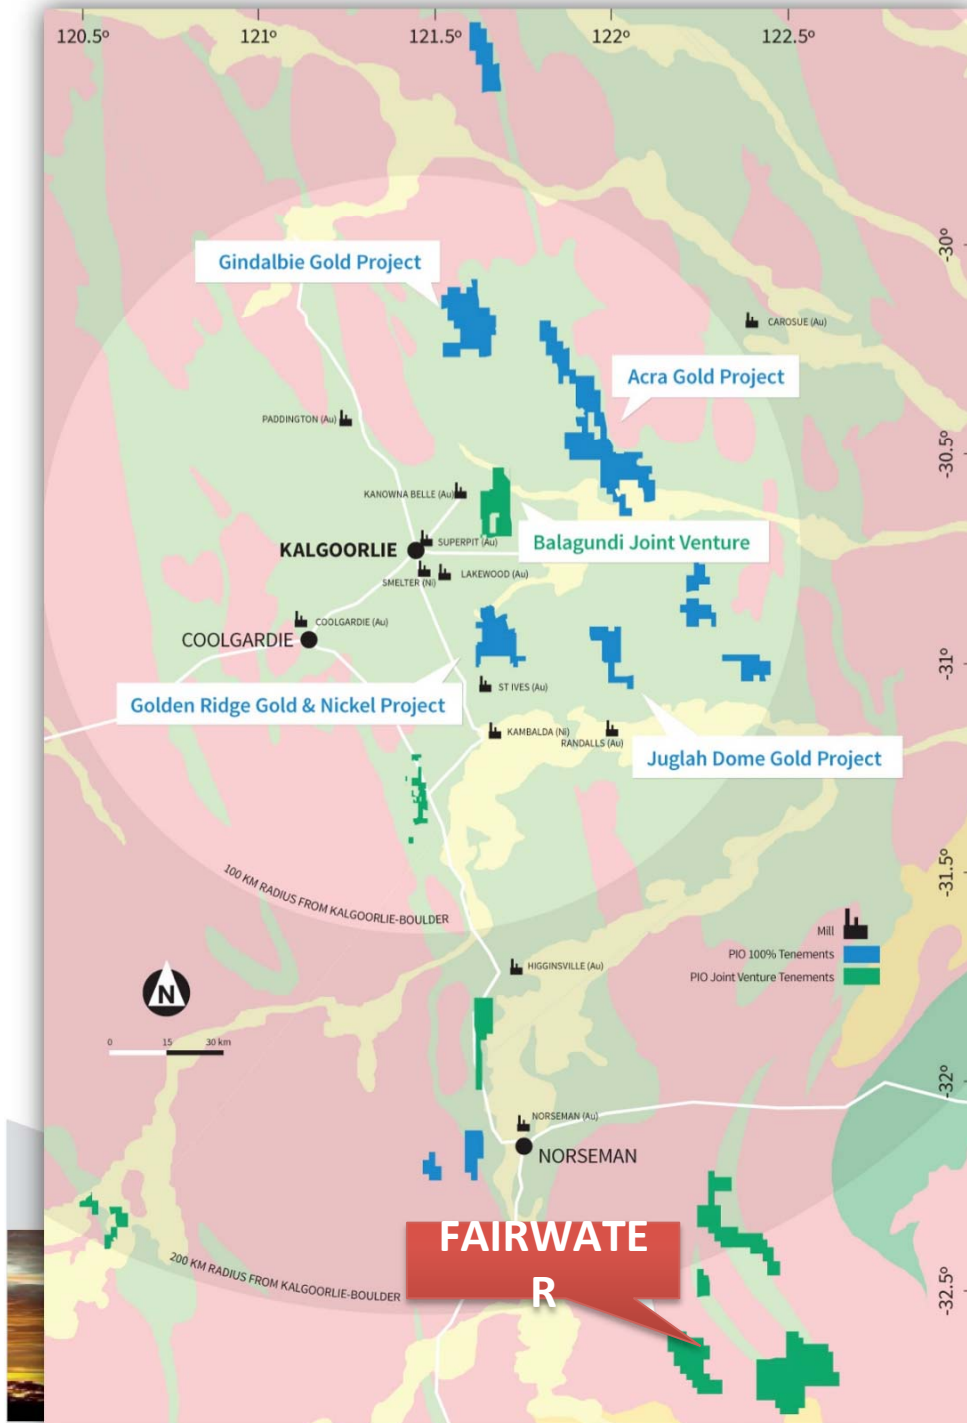 120.5º 121º 121.5º 122º 122.5º
-30º
Gindalbie Gold Project
CAROSUE (Au)
Acra Gold Project
PADDINGTON (Au)
-30.5º
KANOWNA BELLE (Au)
SUPERPIT (Au)
KALGOORLIE
Balagundi Joint Venture
SMELTER (Ni)
LAKEWOOD (Au)
COOLGARDIE (Au)
COOLGARDIE
-31º
ST IVES (Au)
Golden Ridge Gold & Nickel Project
KAMBALDA (Ni)
RANDALLS (Au)
Juglah Dome Gold Project
-31.5º
100 KM RADIUS FROM KALGOORLIE-BOULDER
Mill
PIO 100% Tenements
PIO Joint Venture Tenements
HIGGINSVILLE (Au)
N
0 15 30 km
-32º
NORSEMAN (Au)
NORSEMAN
FAIRWATE
R
200 KM RADIUS FROM KALGOORLIE-BOULDER
-32.5º